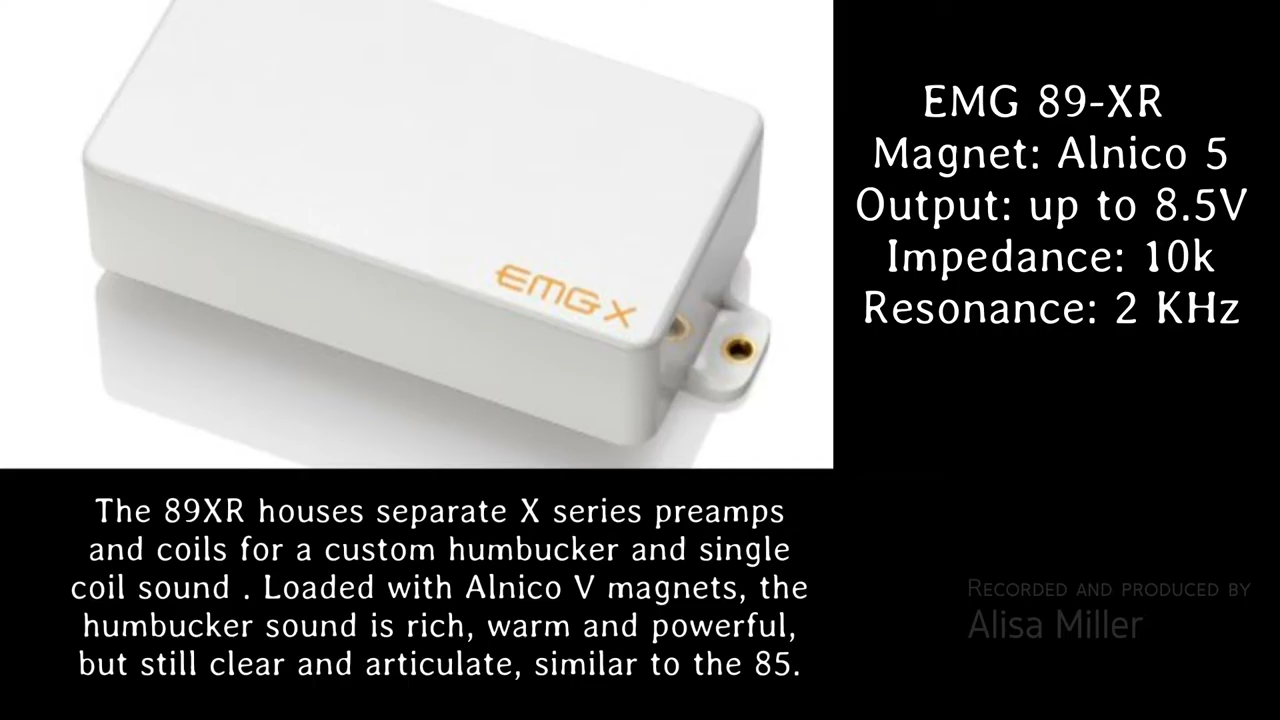 EMG X
EMG 89-XR
Magnet: Alnico 5
Output: up to 8.5V
Impedance: 10k
Resonance: 2 KHz
The 89XR houses separate X series preamps
and coils for a custom humbucker and single
coil sound . Loaded with Alnico V magnets, the
humbucker sound is rich, warm and powerful,
but still clear and articulate, similar to the 85.
Recorded and produced by
Alisa Miller